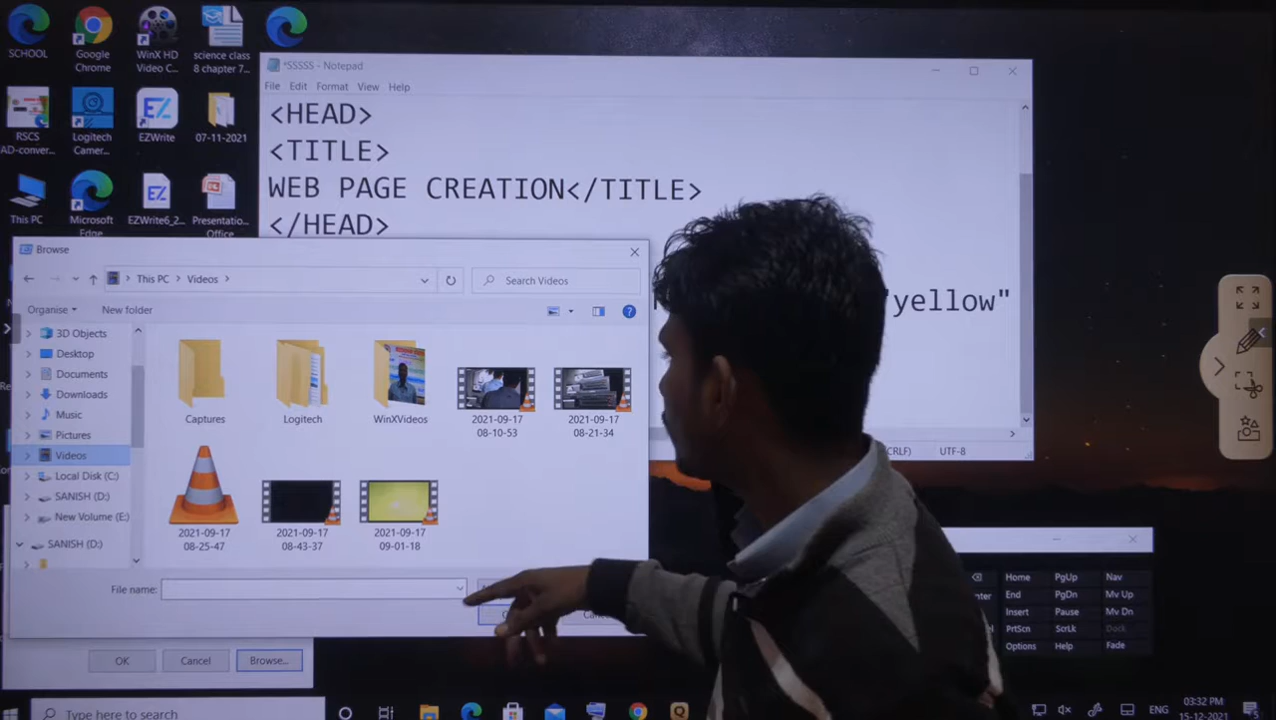 SCHOOL
Google
Chrome
WinX HD
Video C...
science class
8 chapter 7...
RSCS
AD-conver...
Logitech
Camer...
EZWrite
07-11-2021
This PC
Microsoft
Edge
EZWrite6_2...
Presentatio...
Office
*SSSSS - Notepad
File Edit Format View Help
<HEAD>
<TITLE>
WEB PAGE CREATION</TITLE>
</HEAD>
yellow"
CRLF) UTF-8
Browse
This PC > Videos >
Search Videos
Organise New folder
3D Objects
Desktop
Documents
Downloads
Music
Pictures
Videos
Local Disk (C:)
SANISH (D:)
New Volume (E:)
SANISH (D:)
Captures
Logitech
WinXVideos
2021-09-17
08-10-53
2021-09-17
08-21-34
2021-09-17
08-25-47
2021-09-17
08-43-37
2021-09-17
09-01-18
File name:
OK Cancel Browse...
Home PgUp Nav
End PgDn Mv Up
Insert Pause Mv Dn
PrtScn ScrLk Dock
Options Help Fade
Type here to search
ENG
03:32 PM
15-12-2021